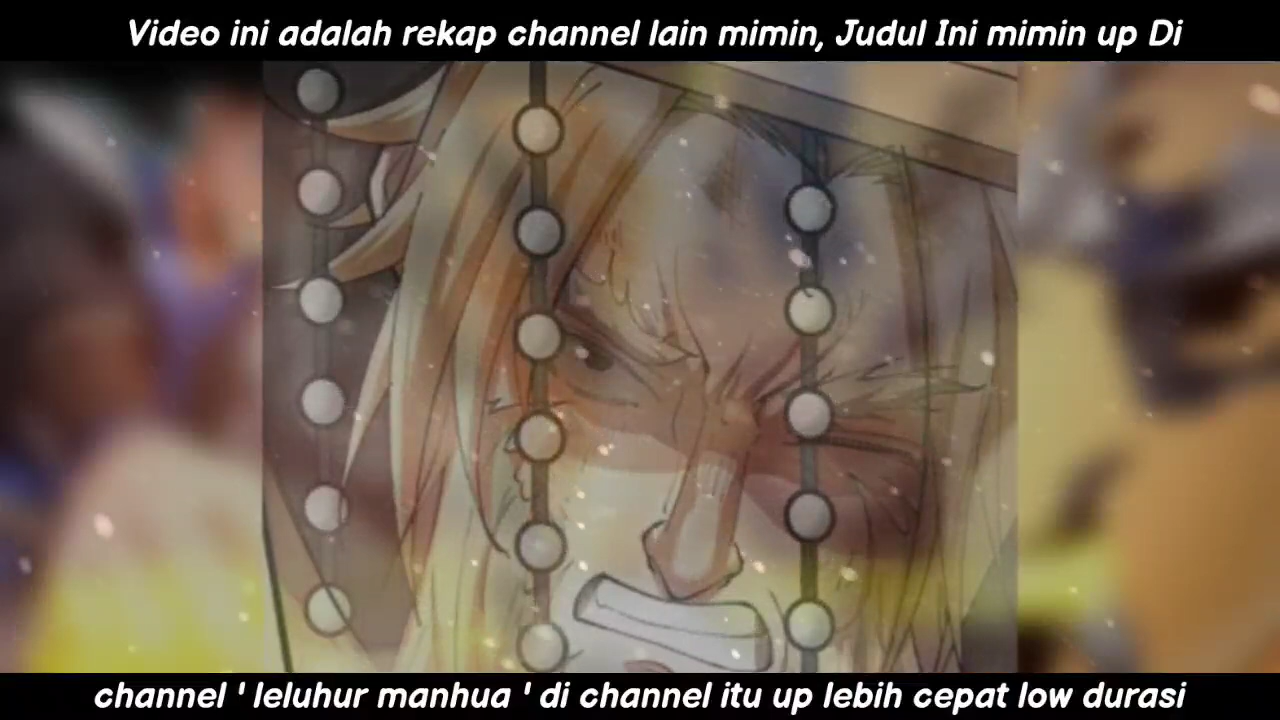 Video ini adalah rekap channel lain mimin, Judul Ini mimin up Di
channel ' leluhur manhua ' di channel itu up lebih cepat low durasi